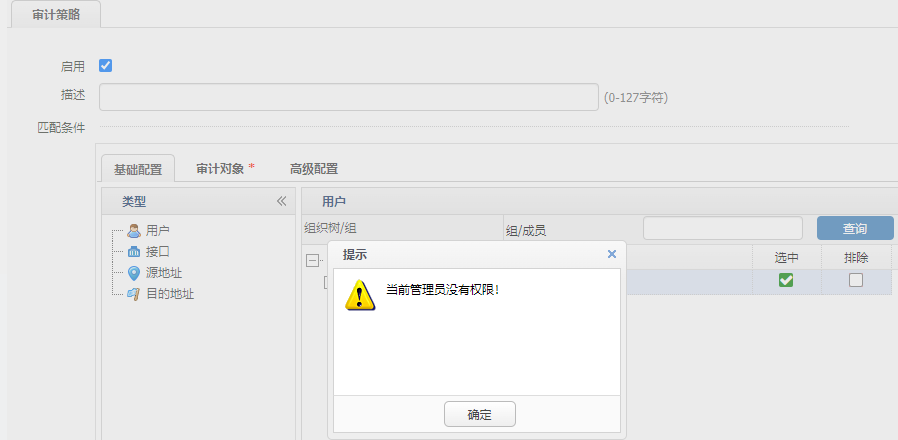 审计策略
启用
描述 (0-127字符)
匹配条件
基础配置 审计对象 * 高级配置
类型 用户
组织树/组 组/成员 查询
用户
接口
源地址
目的地址
选中 排除
提示
当前管理员没有权限!
确定